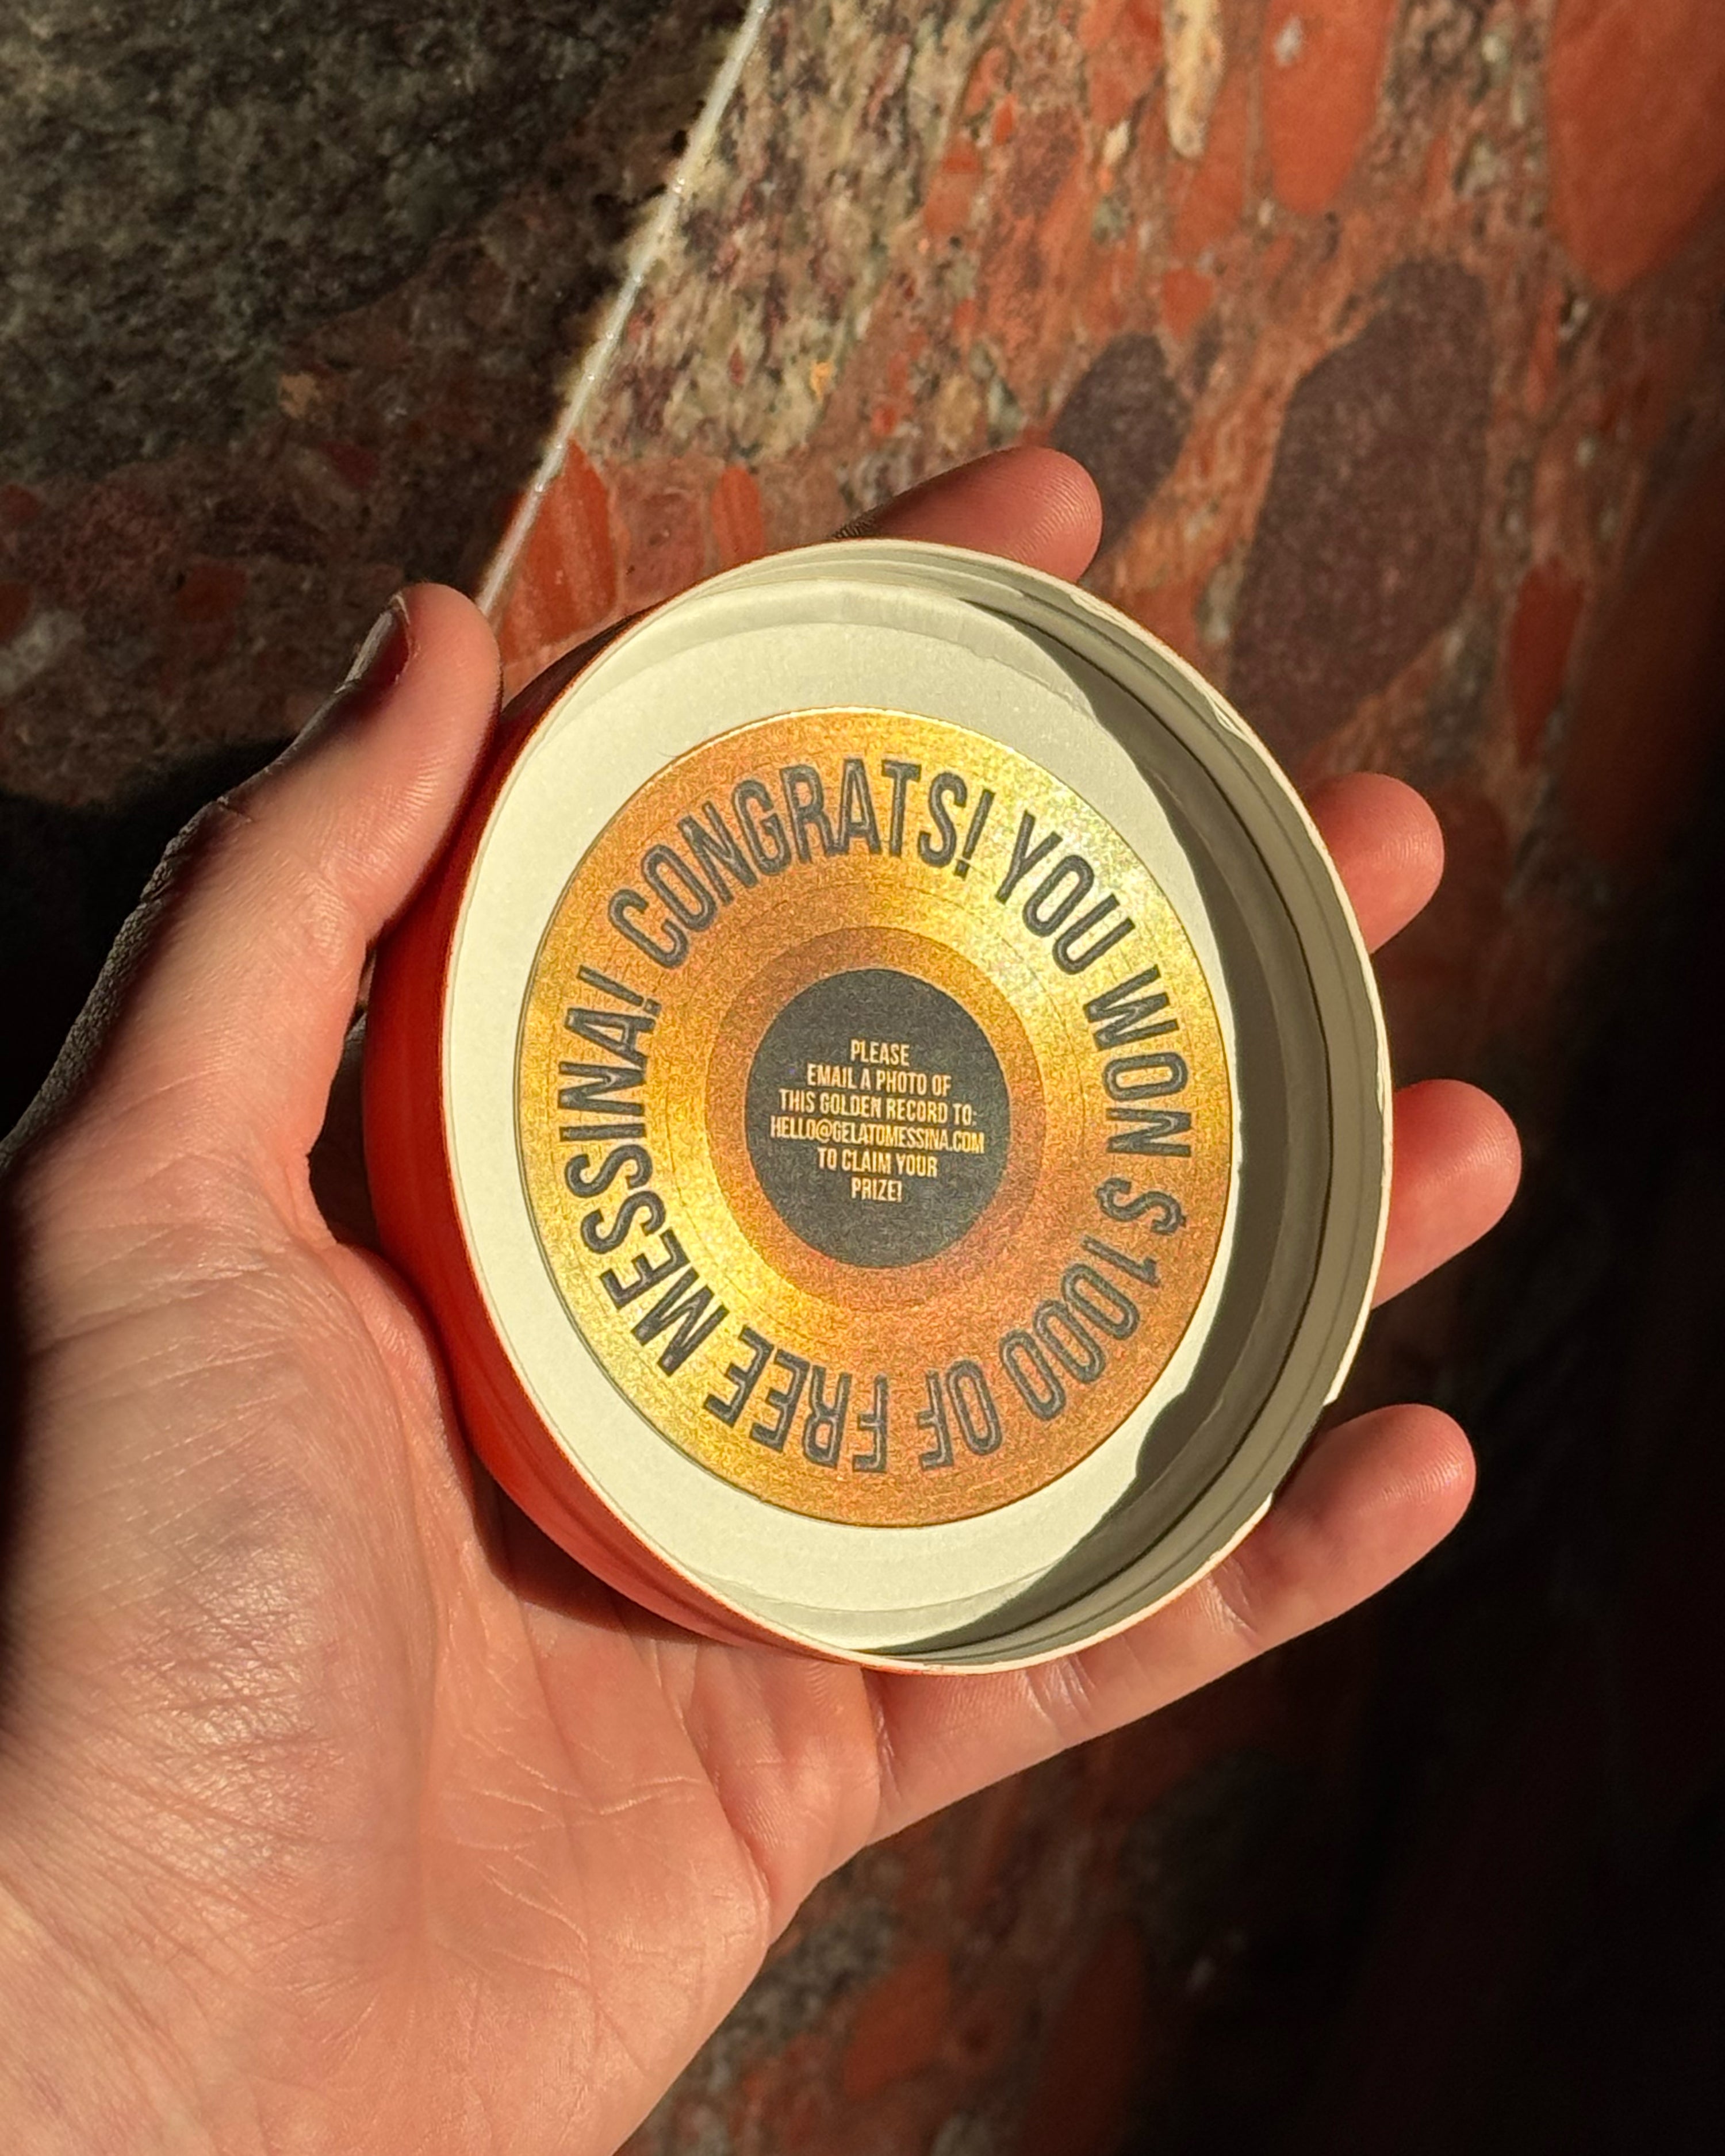 CONGRATS! YOU WON $1000 OF FREE MESSINA!
PLEASE
EMAIL A PHOTO OF
THIS GOLDEN RECORD TO:
HELLO@GELATOMESSINA.COM
TO CLAIM YOUR
PRIZE!